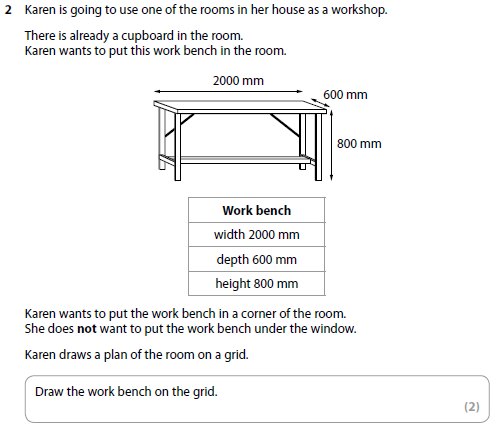 2 Karen is going to use one of the rooms in her house as a workshop.
There is already a cupboard in the room.
Karen wants to put this work bench in the room.
2000 mm
600 mm
800 mm
Work bench
width 2000 mm
depth 600 mm
height 800 mm
Karen wants to put the work bench in a corner of the room.
She does not want to put the work bench under the window.
Karen draws a plan of the room on a grid.
Draw the work bench on the grid.
(2)